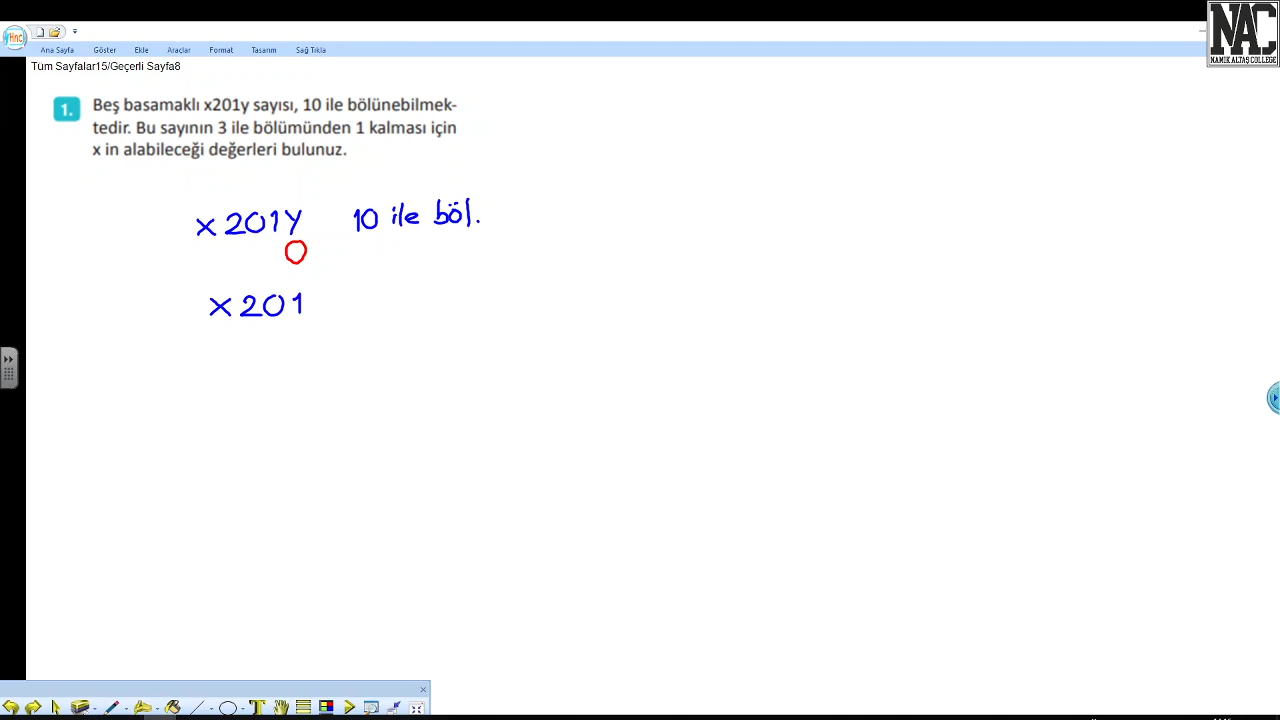 NAC
NAMIK ALTAŞ COLLEGE
Hnc
Ana Sayfa Göster Ekle Araçlar Format Tasarım Sağ Tıkla
Tüm Sayfalar15/Geçerli Sayfa8
1. Beş basamaklı x201y sayısı, 10 ile bölünebilmek-
tedir. Bu sayının 3 ile bölümünden 1 kalması için
x in alabileceği değerleri bulunuz.
x201y 10 ile böl.
0
x201